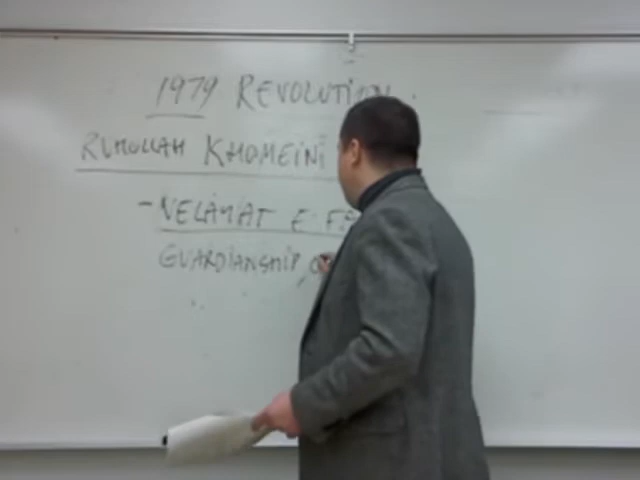 1979 REVOLUTION
RUHOLLAH KHOMEINI
- VELAYAT E
GUARDIANSHIP